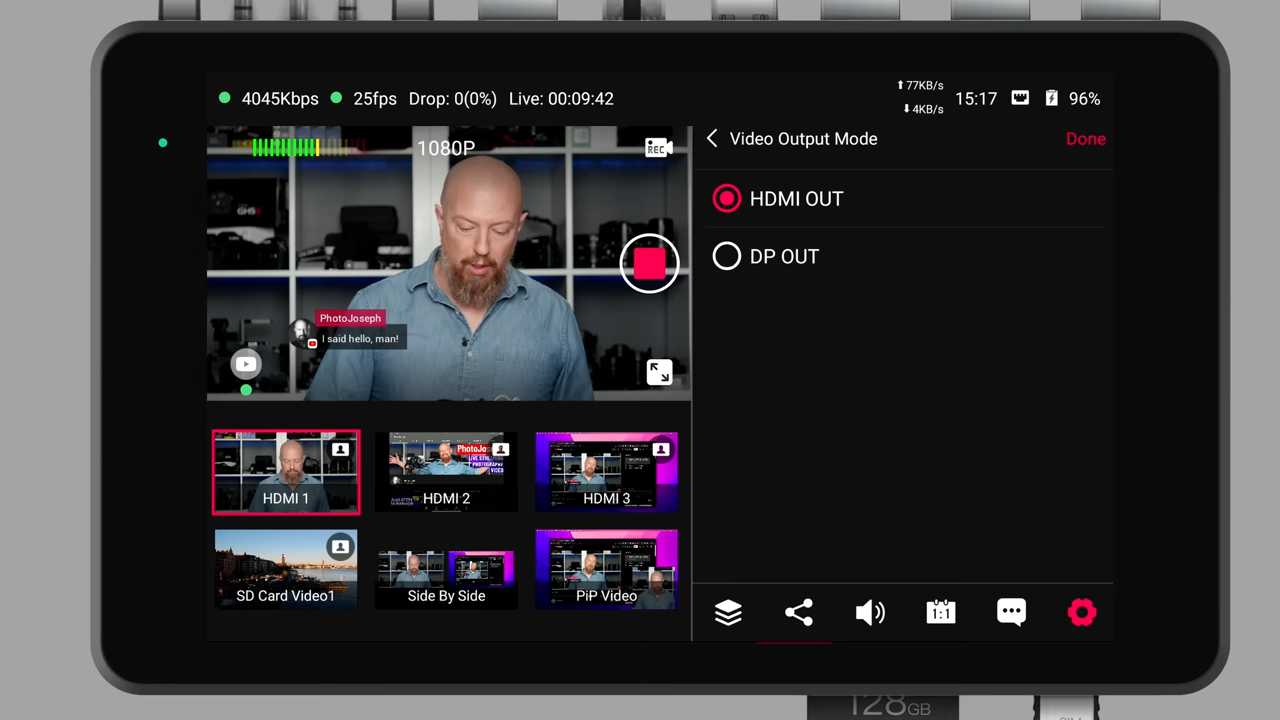 4045Kbps 25fps Drop: 0(0%) Live: 00:09:42
77KB/s
4KB/s
15:17 96%
1080P
REC
GH5
PhotoJoseph
I said hello, man!
Video Output Mode Done
HDMI OUT
DP OUT
HDMI 1
HDMI 2
HDMI 3
SD Card Video1
Side By Side
PiP Video
1:1
128GB
SIM